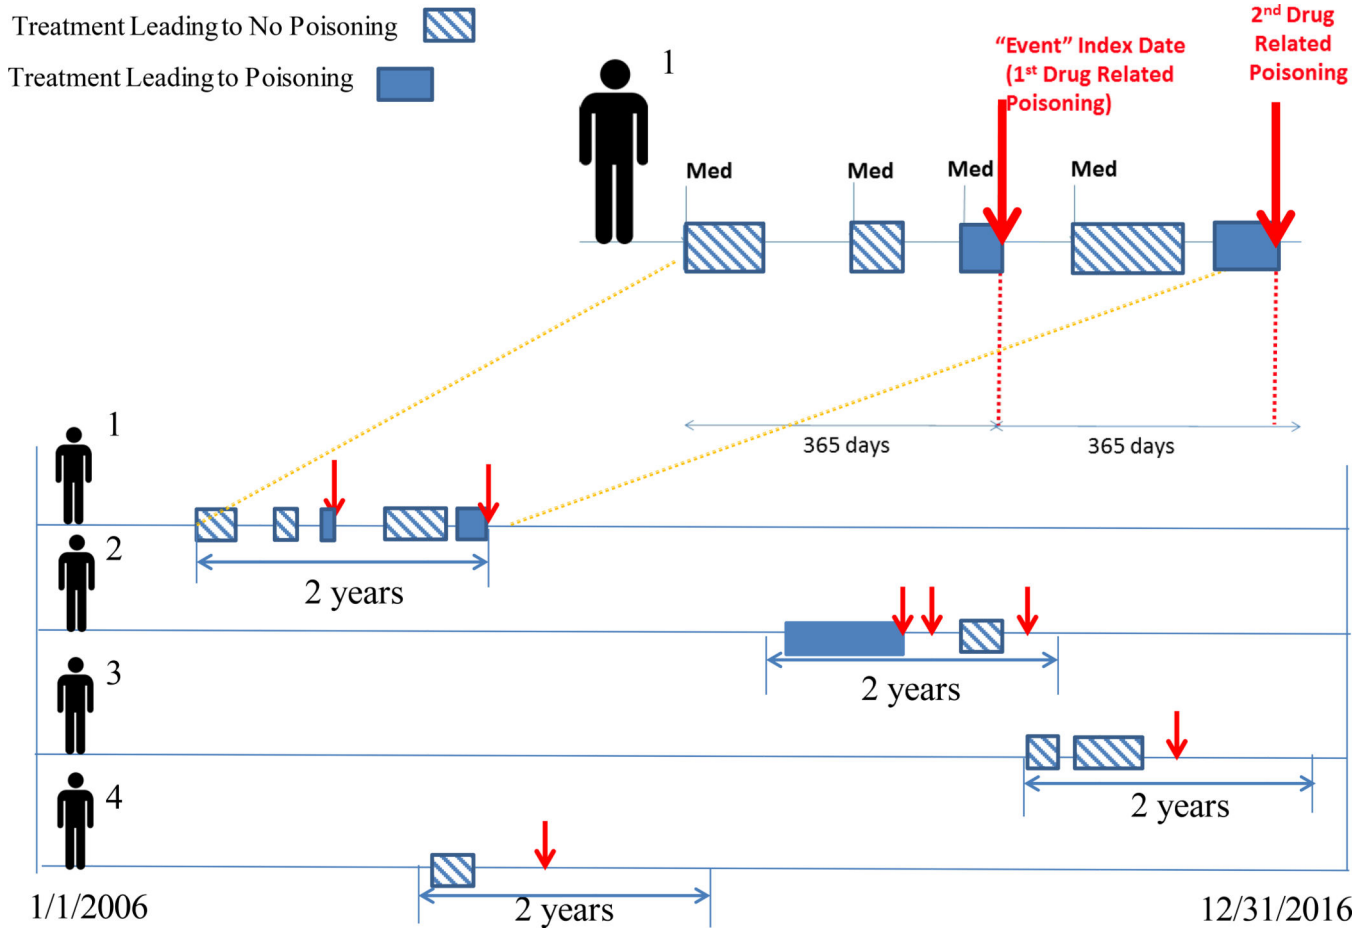 Treatment Leading to No Poisoning
Treatment Leading to Poisoning
1
“Event” Index Date
(1st Drug Related
Poisoning)
2nd Drug
Related
Poisoning
Med
Med
Med
Med
365 days
365 days
1
2 years
2
2 years
3
2 years
4
2 years
1/1/2006
12/31/2016